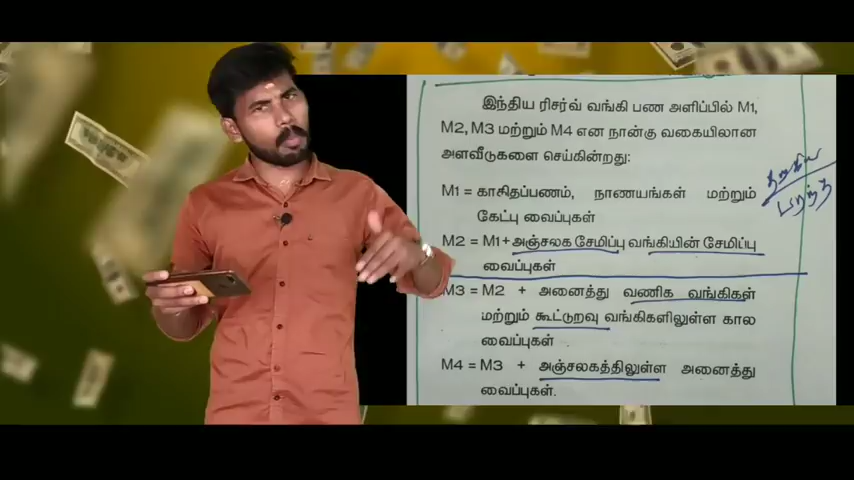 இந்திய ரிசர்வ் வங்கி பண அளிப்பில் M1,
M2, M3 மற்றும் M4 என நான்கு வகையிலான
அளவீடுகளை செய்கின்றது:
M1 = காகிதப்பணம், நாணயங்கள் மற்றும்
கேட்பு வைப்புகள்
M2 = M1+அஞ்சலக சேமிப்பு வங்கியின் சேமிப்பு
வைப்புகள்
M3 = M2 + அனைத்து வணிக வங்கிகள்
மற்றும் கூட்டுறவு வங்கிகளிலுள்ள கால
வைப்புகள்
M4 = M3 + அஞ்சலகத்திலுள்ள அனைத்து
வைப்புகள்.
குறுகிய
பரந்த